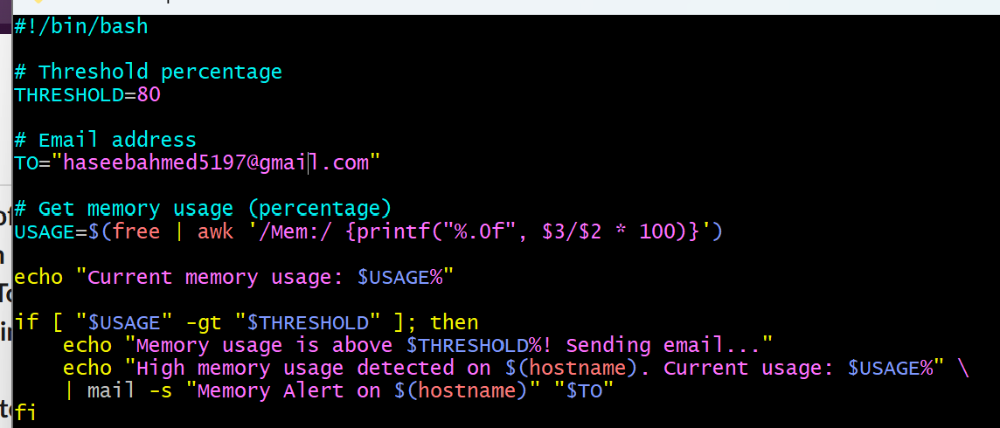 #!/bin/bash
# Threshold percentage
THRESHOLD=80
# Email address
TO="haseebahmed5197@gmail.com"
# Get memory usage (percentage)
USAGE=$(free | awk '/Mem:/ {printf("%.0f", $3/$2 * 100)}')
echo "Current memory usage: $USAGE%"
if [ "$USAGE" -gt "$THRESHOLD" ]; then
    echo "Memory usage is above $THRESHOLD%! Sending email..."
    echo "High memory usage detected on $(hostname). Current usage: $USAGE%" \
    | mail -s "Memory Alert on $(hostname)" "$TO"
fi